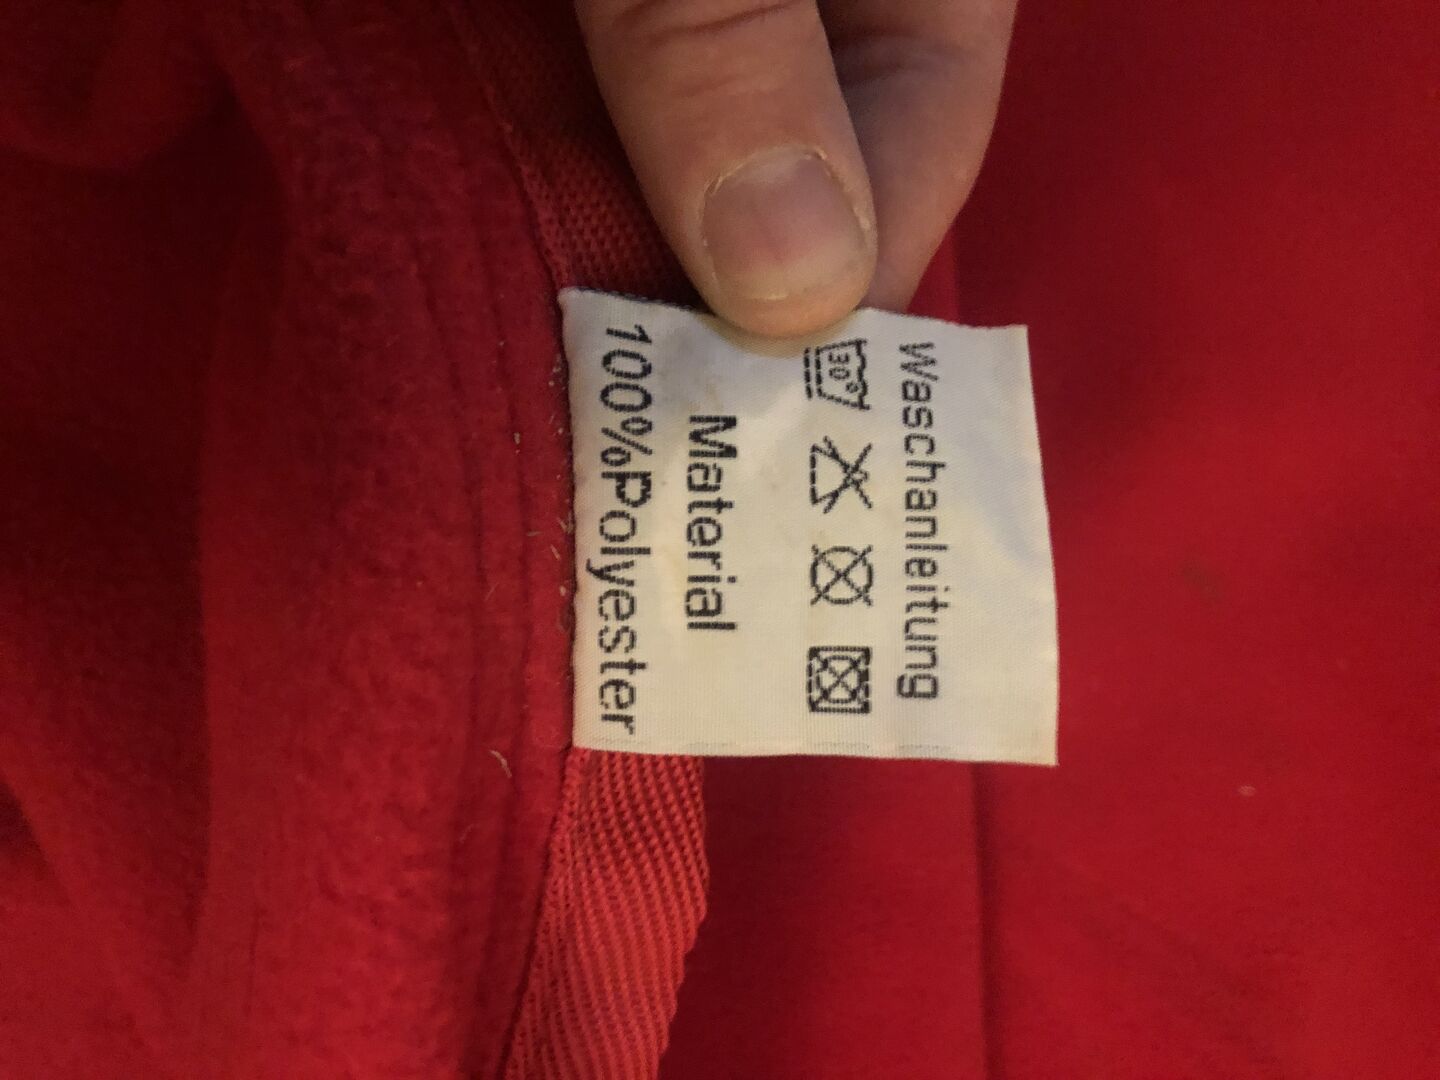 Waschanleitung
30°
Material
100%Polyester